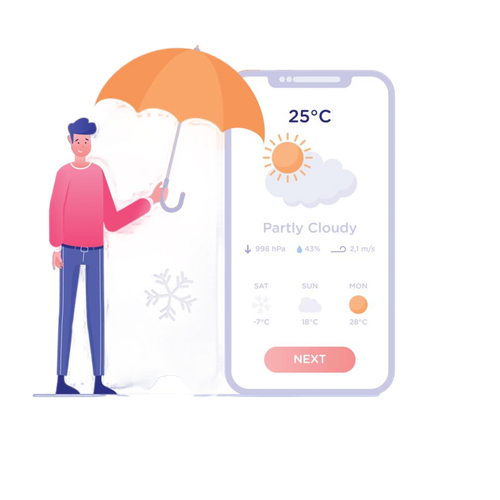 25°C
Partly Cloudy
998 hPa 43% 2,1 m/s
SAT SUN MON
-7°C 18°C 28°C
NEXT